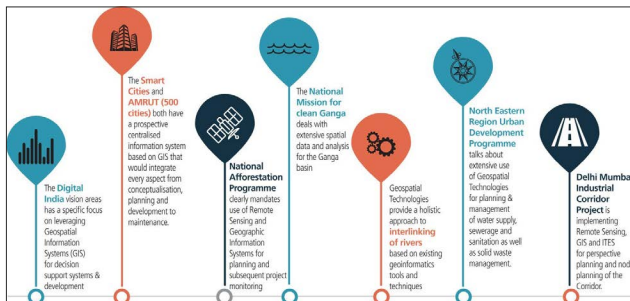 The Digital
India vision areas
has a specific focus
on leveraging
Geospatial
Information
Systems (GIS)
for decision
support systems &
development
The Smart
Cities and
AMRUT (500
cities) both have
a prospective
centralised
information system
based on GIS that
would integrate
every aspect from
conceptualisation,
planning and
development to
maintenance.
National
Afforestation
Programme
clearly mandates
use of Remote
Sensing and
Geographic
Information
Systems for
planning and
subsequent project
monitoring
The National
Mission for
clean Ganga
deals with
extensive spatial
data and analysis
for the Ganga
basin
Geospatial
Technologies
provide a holistic
approach to
interlinking
of rivers
based on existing
geoinformatics
tools and
techniques
North Eastern
Region Urban
Development
Programme
talks about
extensive use
of Geospatial
Technologies
for planning &
management
of water supply,
sewerage and
sanitation as well
as solid waste
management.
Delhi Mumbai
Industrial
Corridor
Project is
implementing
Remote Sensing,
GIS and ITES
for perspective
planning and nod
planning of the
Corridor.